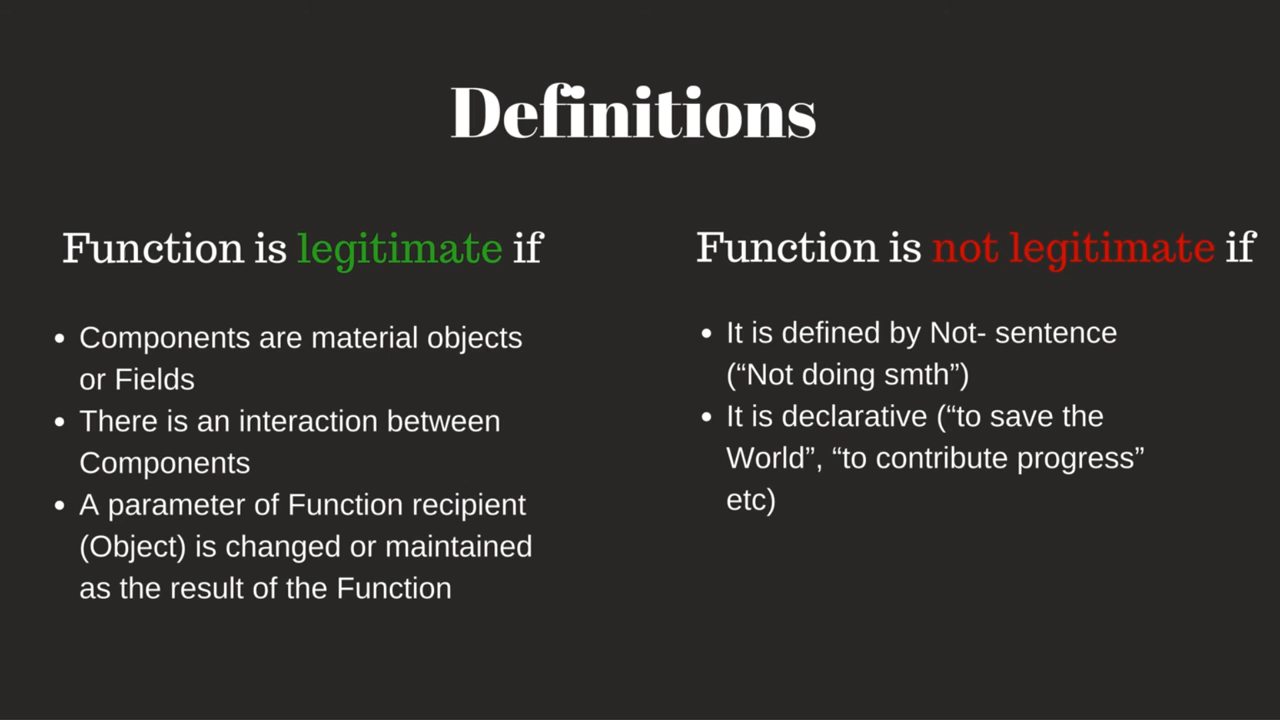 Definitions
Function is legitimate if
• Components are material objects
or Fields
• There is an interaction between
Components
• A parameter of Function recipient
(Object) is changed or maintained
as the result of the Function
Function is not legitimate if
• It is defined by Not- sentence
(“Not doing smth”)
• It is declarative (“to save the
World”, “to contribute progress”
etc)